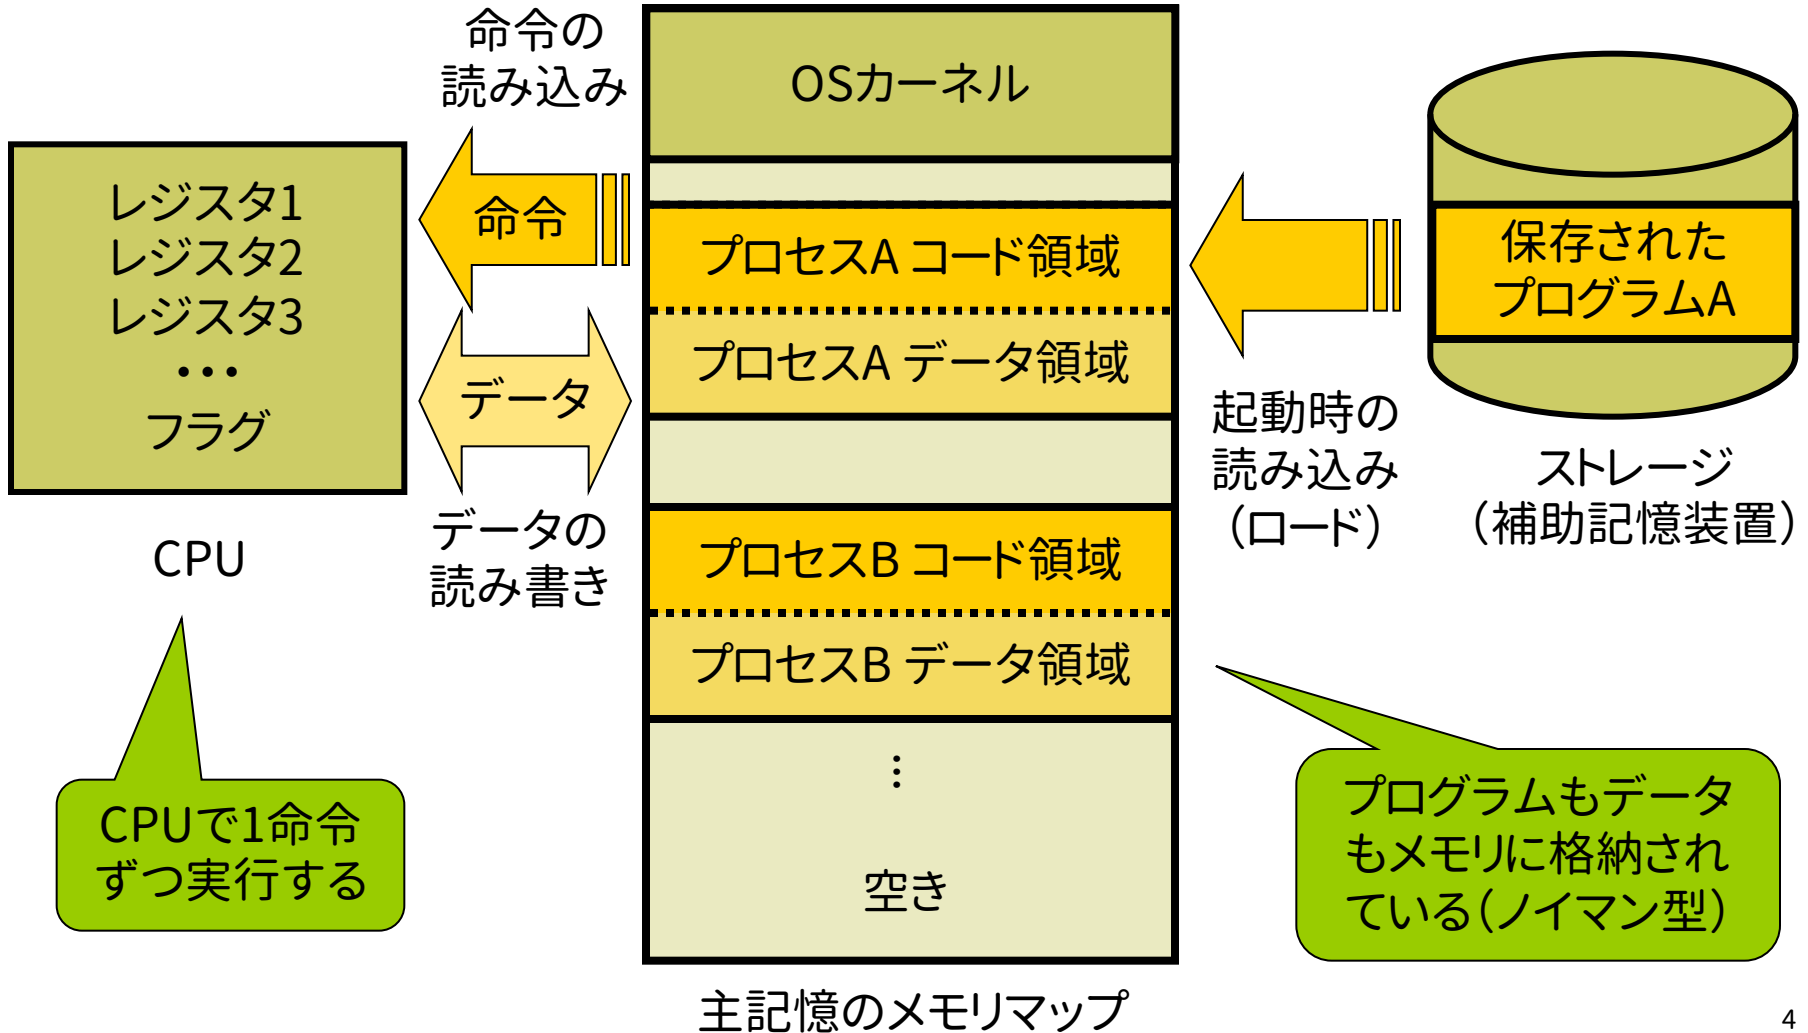 命令の
読み込み
OSカーネル
レジスタ1
レジスタ2
レジスタ3
・・・
フラグ
CPU
命令
データ
データの
読み書き
プロセスA コード領域
プロセスA データ領域
プロセスB コード領域
プロセスB データ領域
…
空き
主記憶のメモリマップ
保存された
プログラムA
起動時の
読み込み
（ロード）
ストレージ
（補助記憶装置）
CPUで1命令
ずつ実行する
プログラムもデータ
もメモリに格納され
ている（ノイマン型）
4